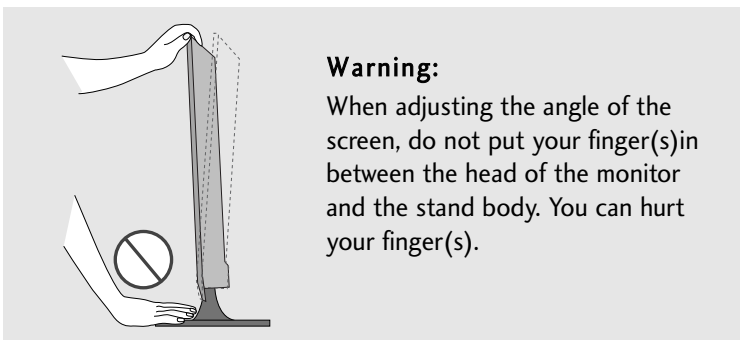 Warning:
When adjusting the angle of the
screen, do not put your finger(s)in
between the head of the monitor
and the stand body. You can hurt
your finger(s).